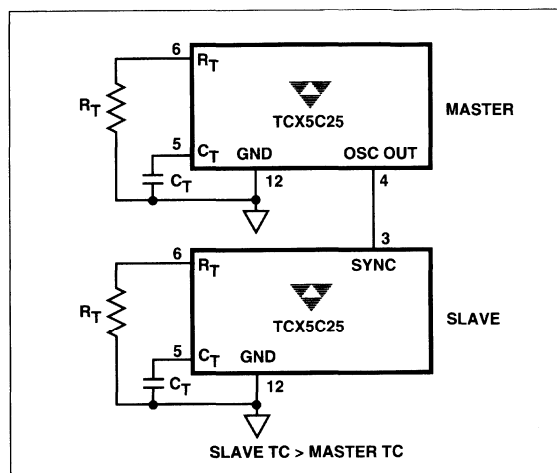 6
R_T
R_T
TCX5C25
MASTER
5
C_T
GND
OSC OUT
C_T
12
4
3
6
R_T
SYNC
R_T
TCX5C25
SLAVE
5
C_T
GND
C_T
12
SLAVE TC > MASTER TC